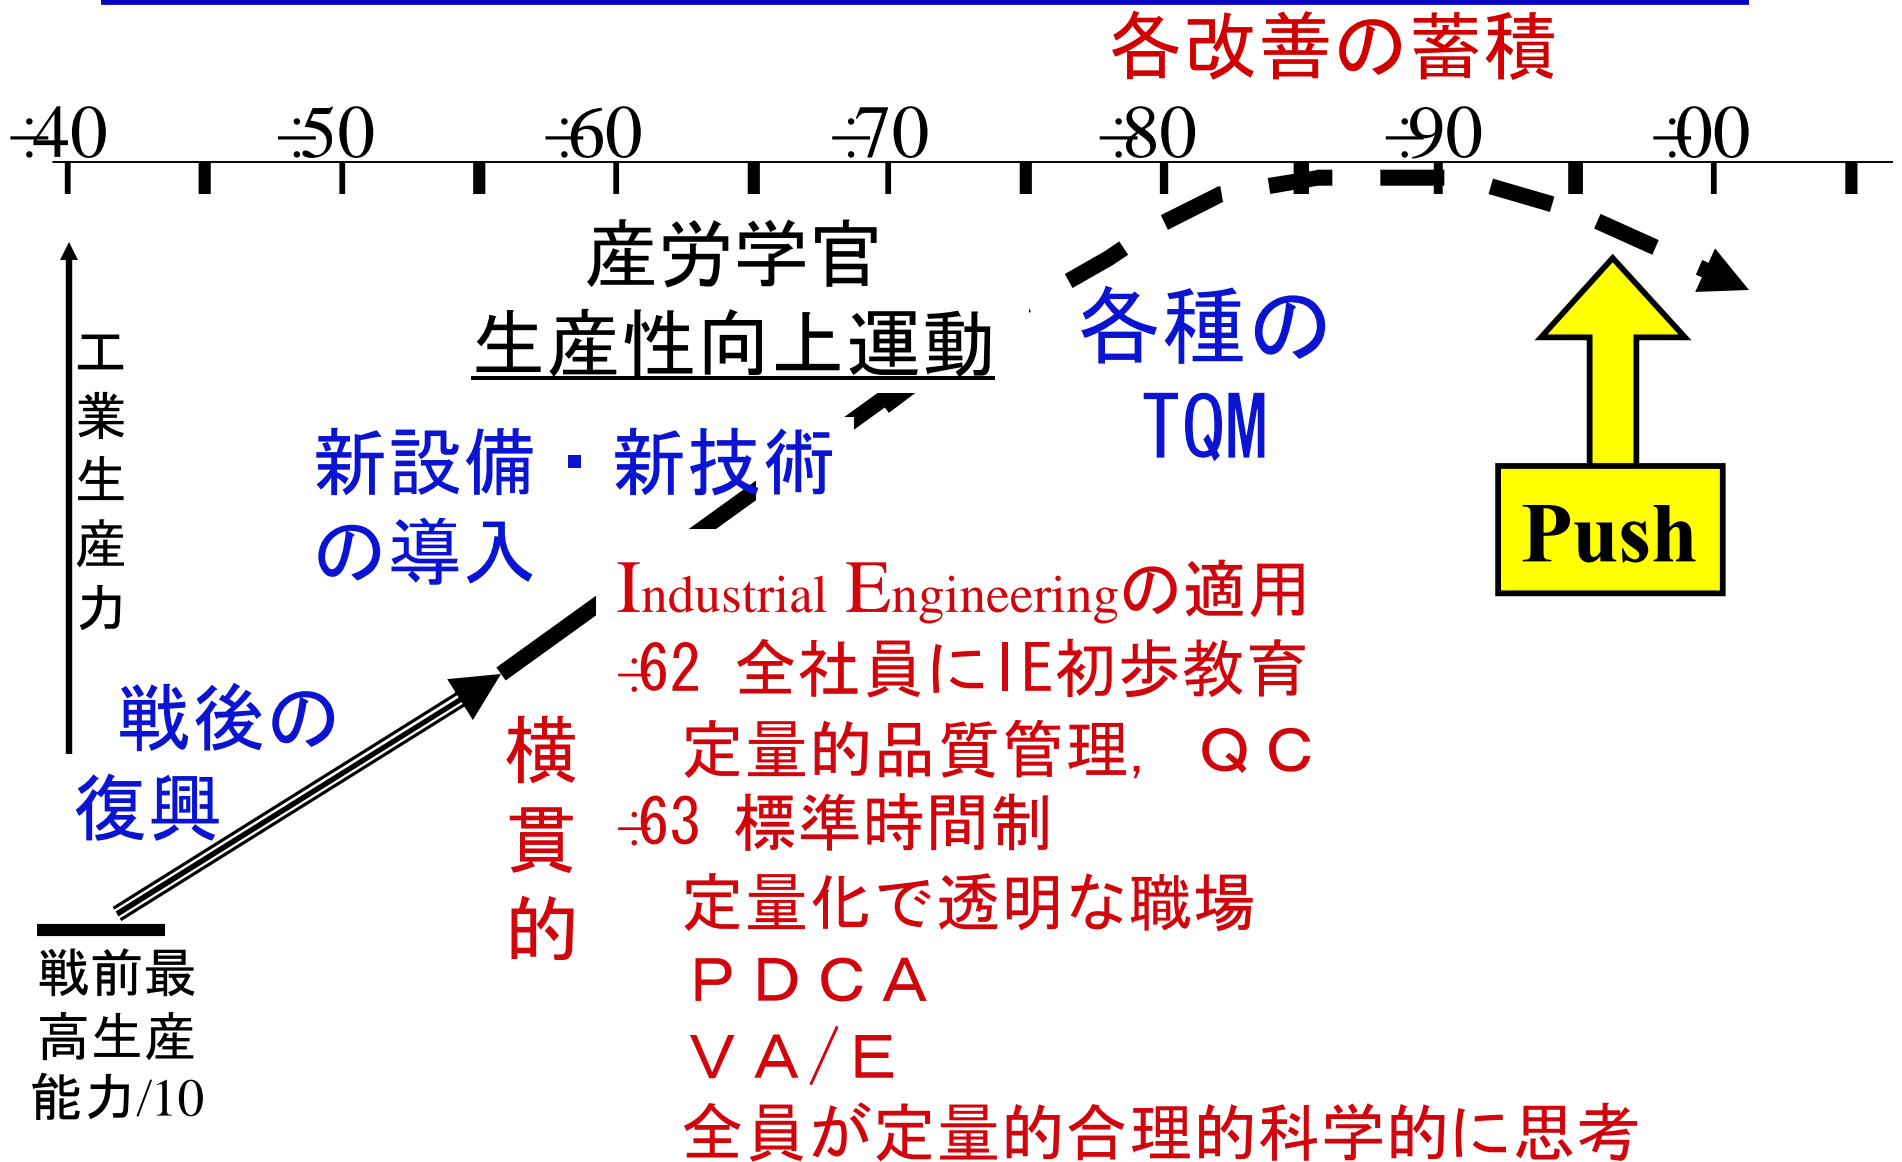 各改善の蓄積
÷40 ÷50 ÷60 ÷70 ÷80 ÷90 ÷00
産労学官
生産性向上運動
各種の
TQM
工業生産力
新設備・新技術
の導入
Push
Industrial Engineeringの適用
÷62 全社員にIE初歩教育
定量的品質管理, ＱＣ
÷63 標準時間制
定量化で透明な職場
ＰＤＣＡ
ＶＡ/Ｅ
全員が定量的合理的科学的に思考
横貫的
戦後の
復興
戦前最
高生産
能力/10